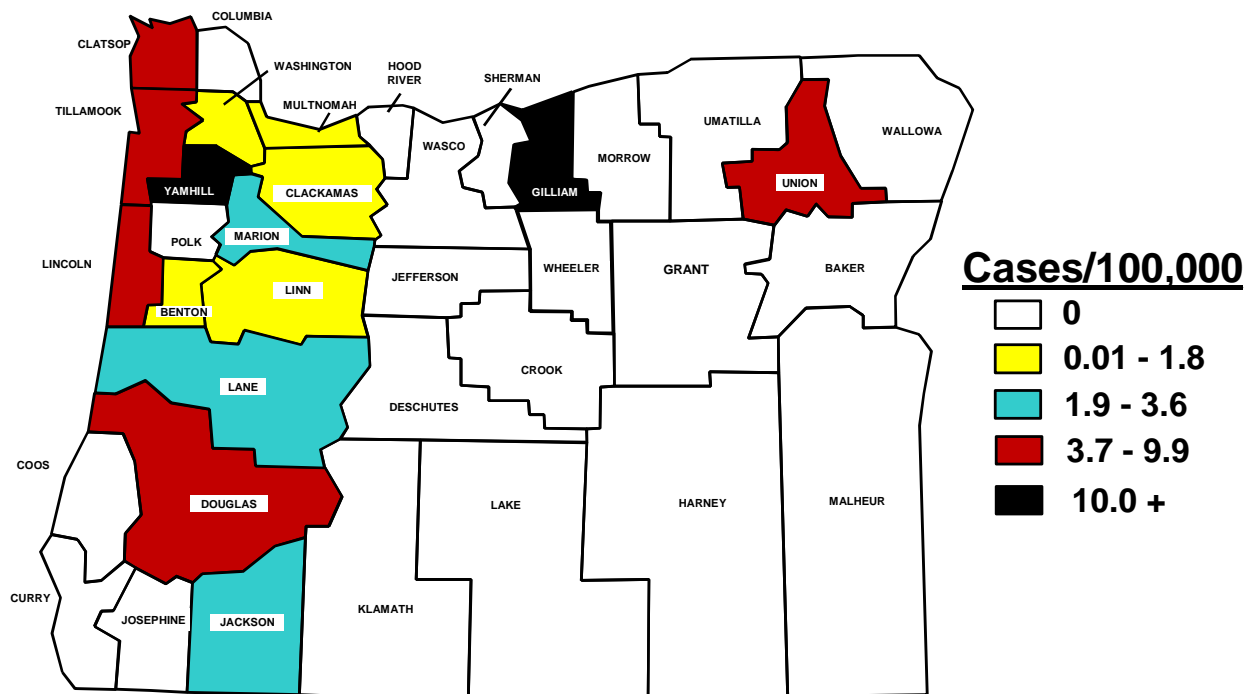 COLUMBIA
CLATSOP
WASHINGTON
HOOD
RIVER
SHERMAN
TILLAMOOK
MULTNOMAH
UMATILLA
WALLOWA
WASCO
MORROW
YAMHILL
CLACKAMAS
GILLIAM
UNION
MARION
POLK
LINCOLN
JEFFERSON
WHEELER
GRANT
BAKER
LINN
BENTON
CROOK
LANE
DESCHUTES
COOS
DOUGLAS
LAKE
HARNEY
MALHEUR
CURRY
JOSEPHINE
JACKSON
KLAMATH
Cases/100,000
0
0.01 - 1.8
1.9 - 3.6
3.7 - 9.9
10.0 +